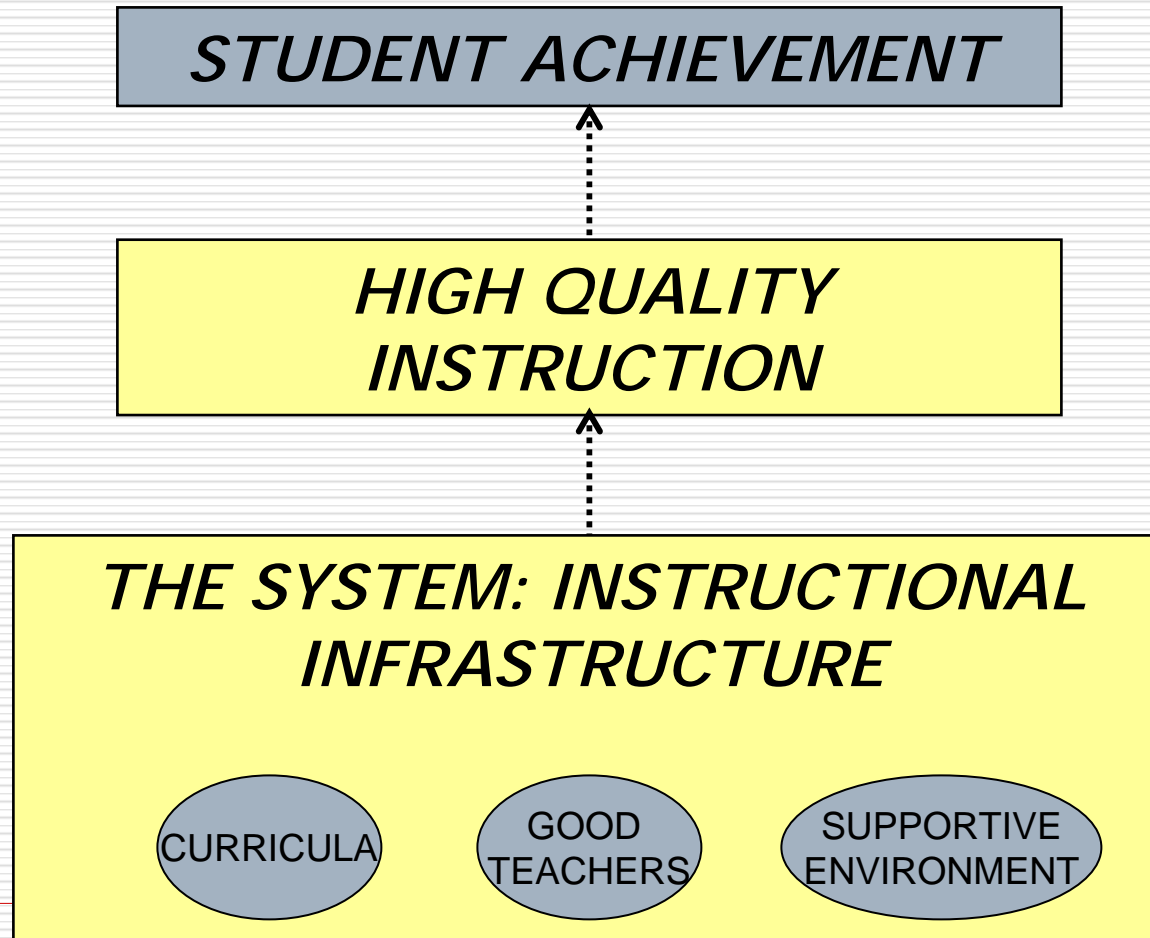 STUDENT ACHIEVEMENT
HIGH QUALITY
INSTRUCTION
THE SYSTEM: INSTRUCTIONAL
INFRASTRUCTURE
CURRICULA
GOOD
TEACHERS
SUPPORTIVE
ENVIRONMENT